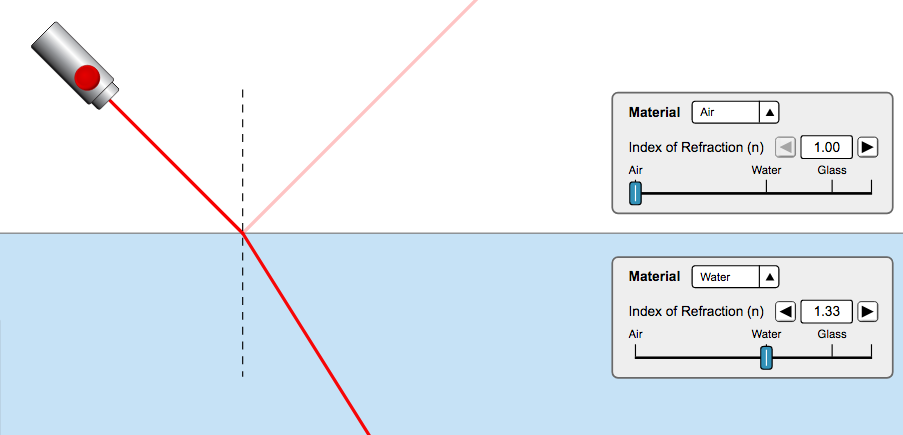 Material Air
Index of Refraction (n) 1.00
Air Water Glass
Material Water
Index of Refraction (n) 1.33
Air Water Glass